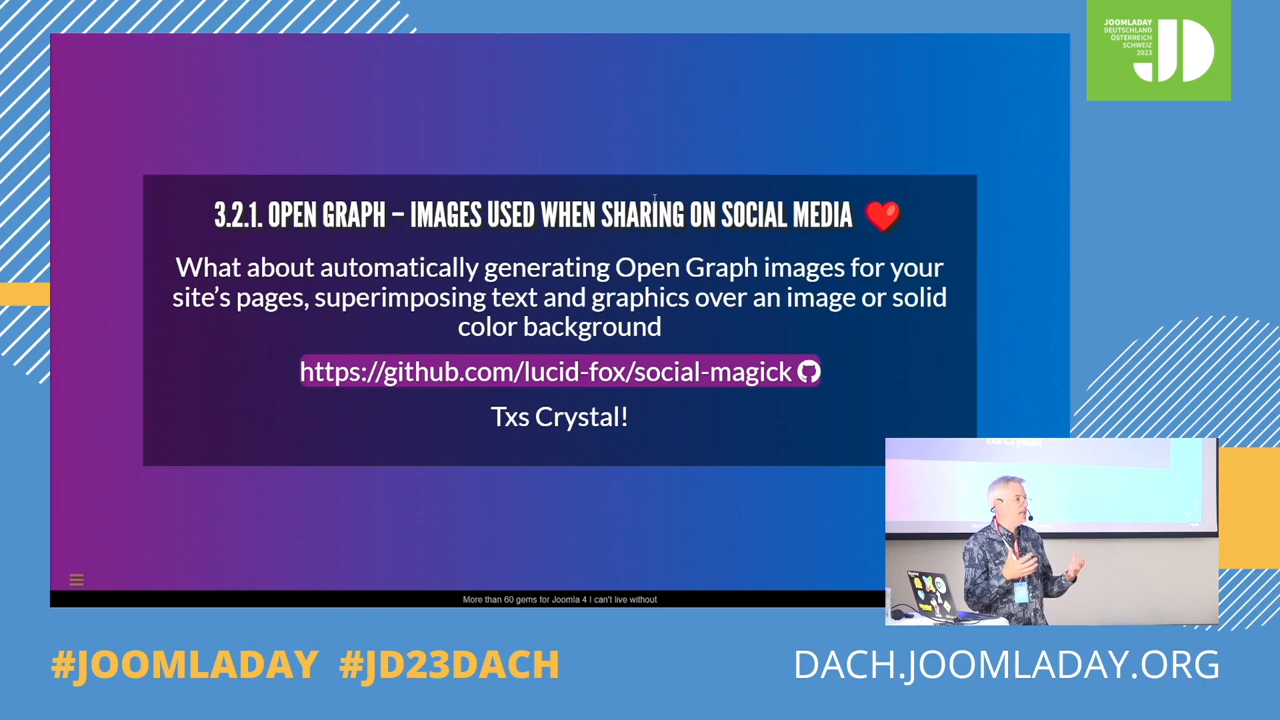 JOOMLADAY
DEUTSCHLAND
ÖSTERREICH
SCHWEIZ
2023
JD
3.2.1. OPEN GRAPH – IMAGES USED WHEN SHARING ON SOCIAL MEDIA
What about automatically generating Open Graph images for your
site's pages, superimposing text and graphics over an image or solid
color background
https://github.com/lucid-fox/social-magick
Txs Crystal!
More than 60 gems for Joomla 4 I can't live without
#JOOMLADAY #JD23DACH
DACH.JOOMLADAY.ORG